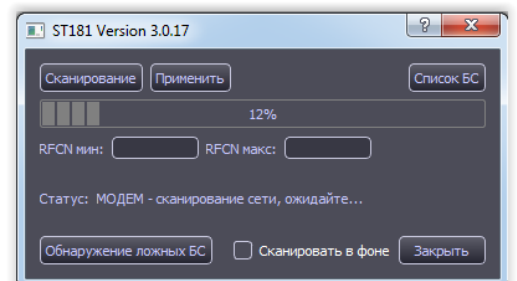 ST181 Version 3.0.17
?
Сканирование Применить Список БС
12%
RFCN мин: RFCN макс:
Статус: МОДЕМ - сканирование сети, ожидайте...
Обнаружение ложных БС Сканировать в фоне Закрыть